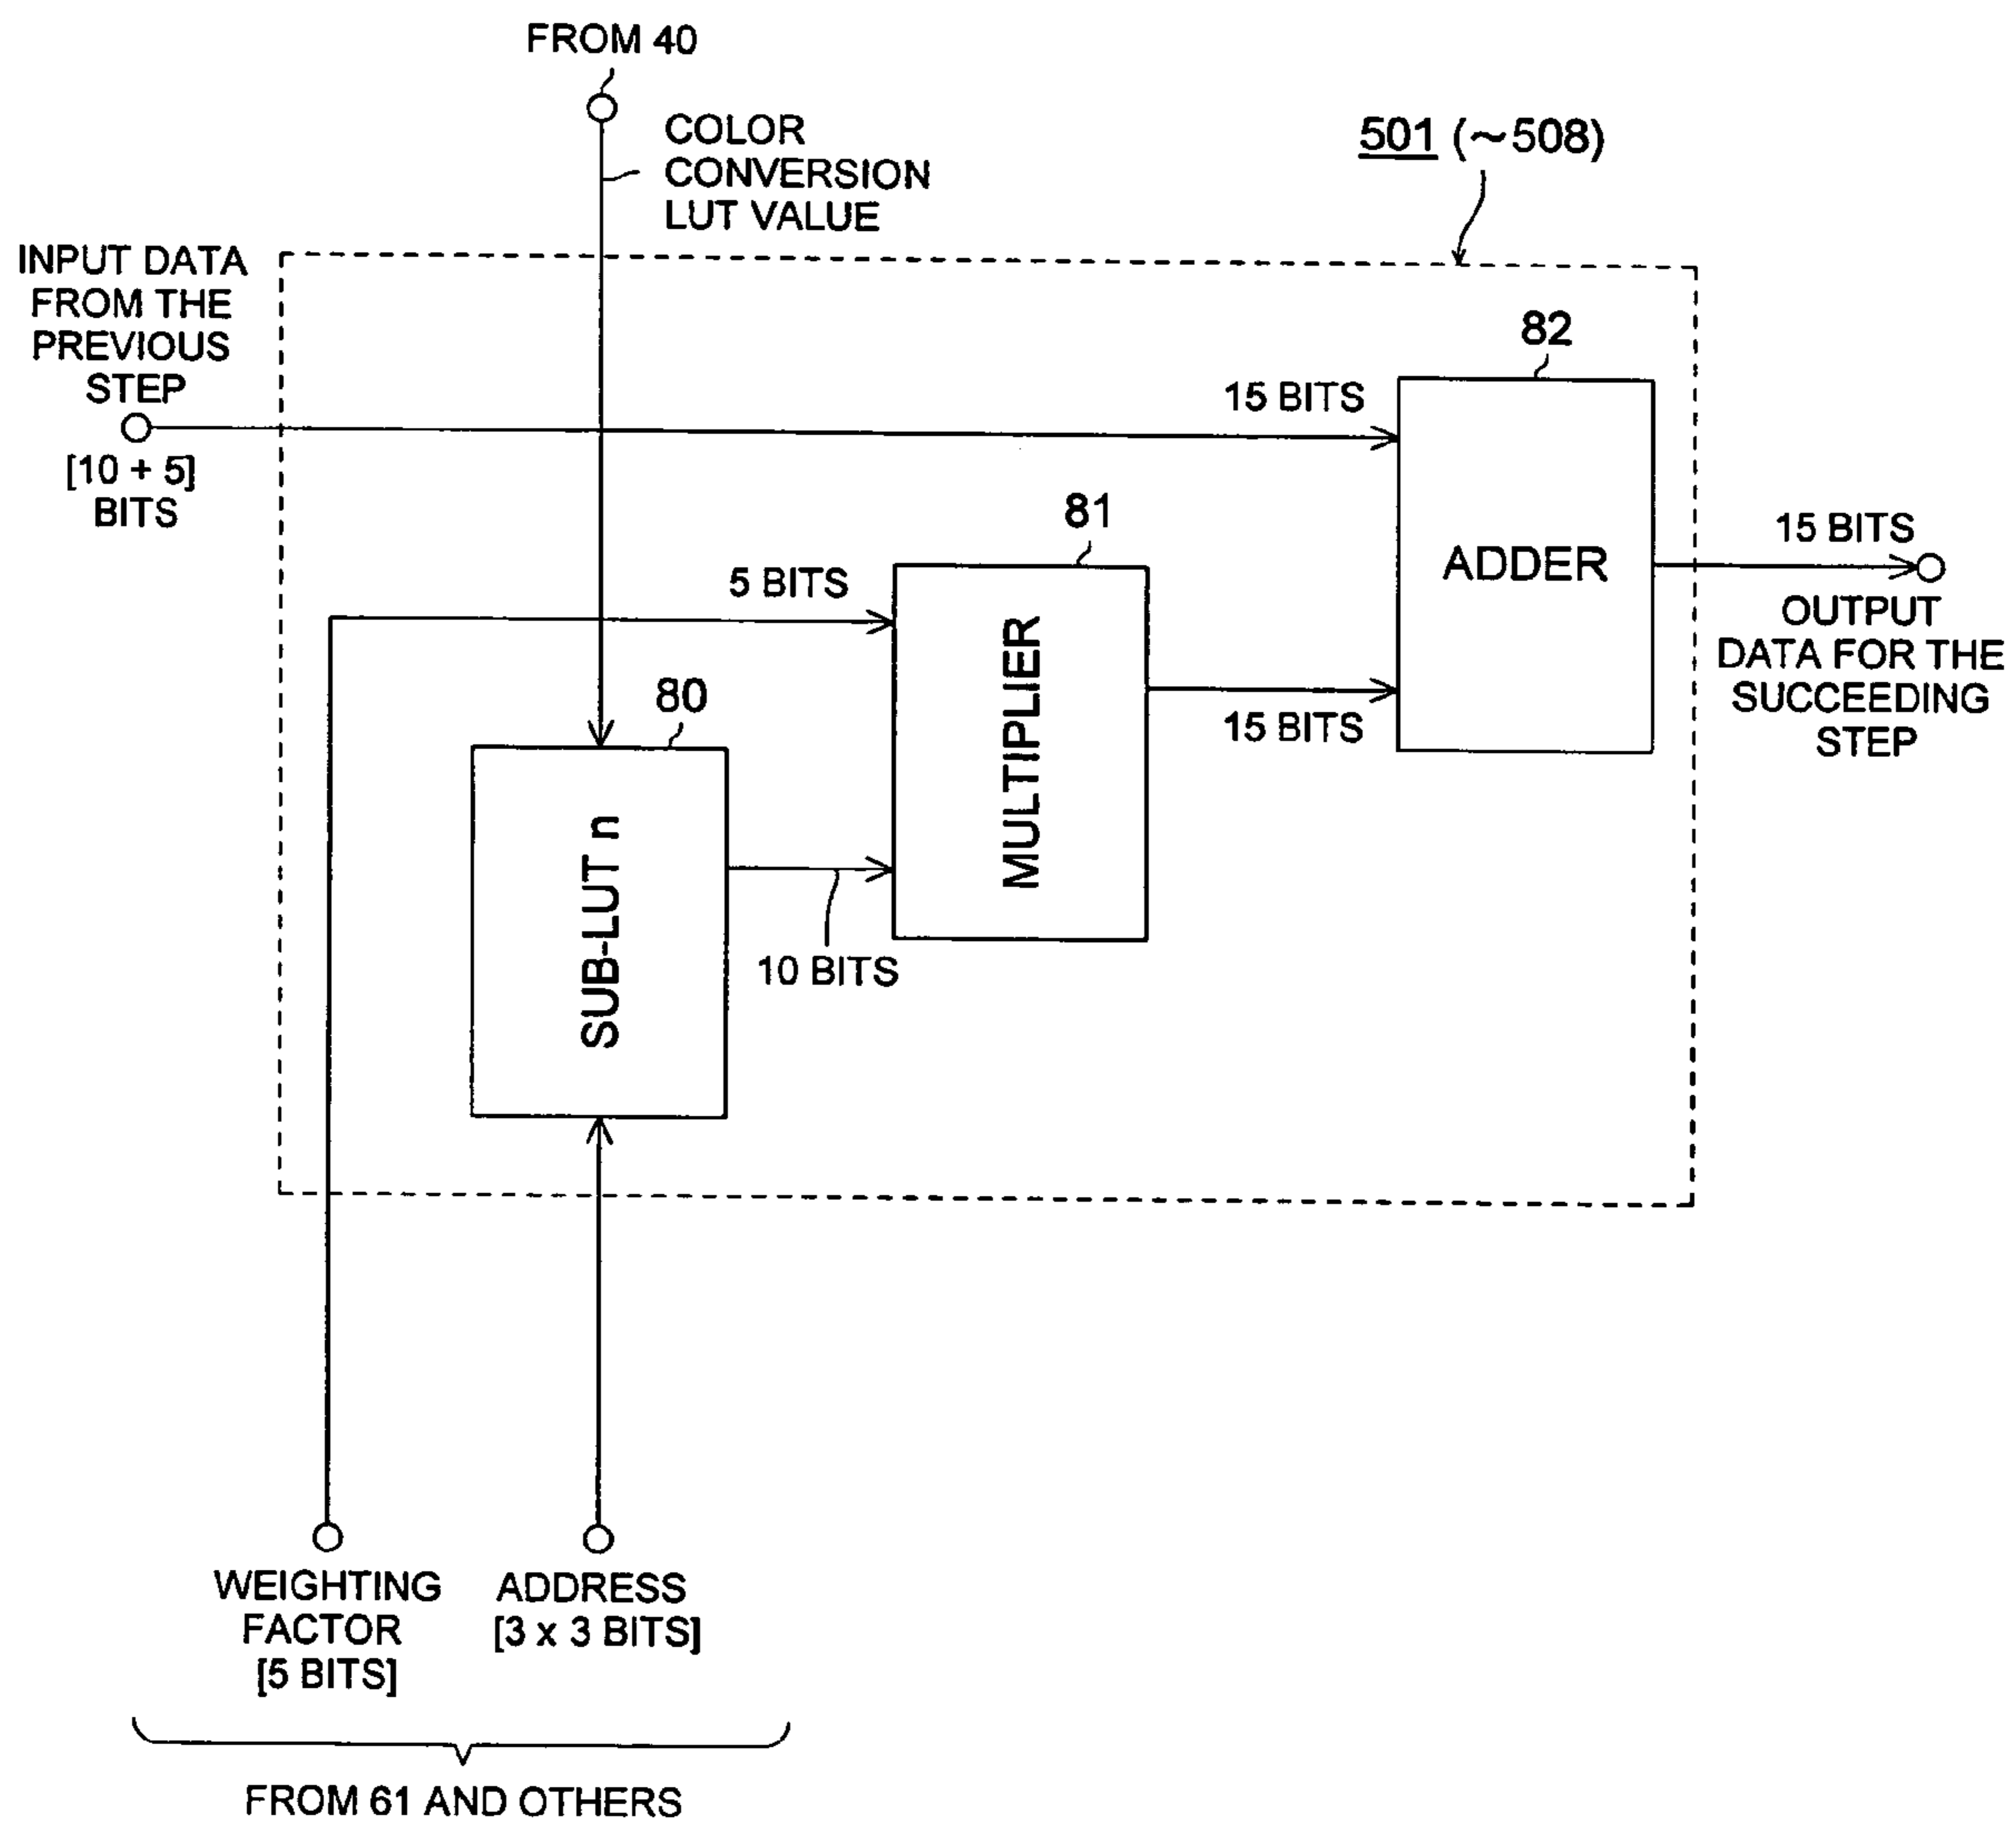 FROM 40
COLOR
CONVERSION
LUT VALUE
501 (~508)
INPUT DATA
FROM THE
PREVIOUS
STEP
[10 + 5]
BITS
15 BITS
82
ADDER
15 BITS
OUTPUT
DATA FOR THE
SUCCEEDING
STEP
81
5 BITS
MULTIPLIER
15 BITS
80
SUB-LUT n
10 BITS
WEIGHTING
FACTOR
[5 BITS]
ADDRESS
[3 x 3 BITS]
FROM 61 AND OTHERS